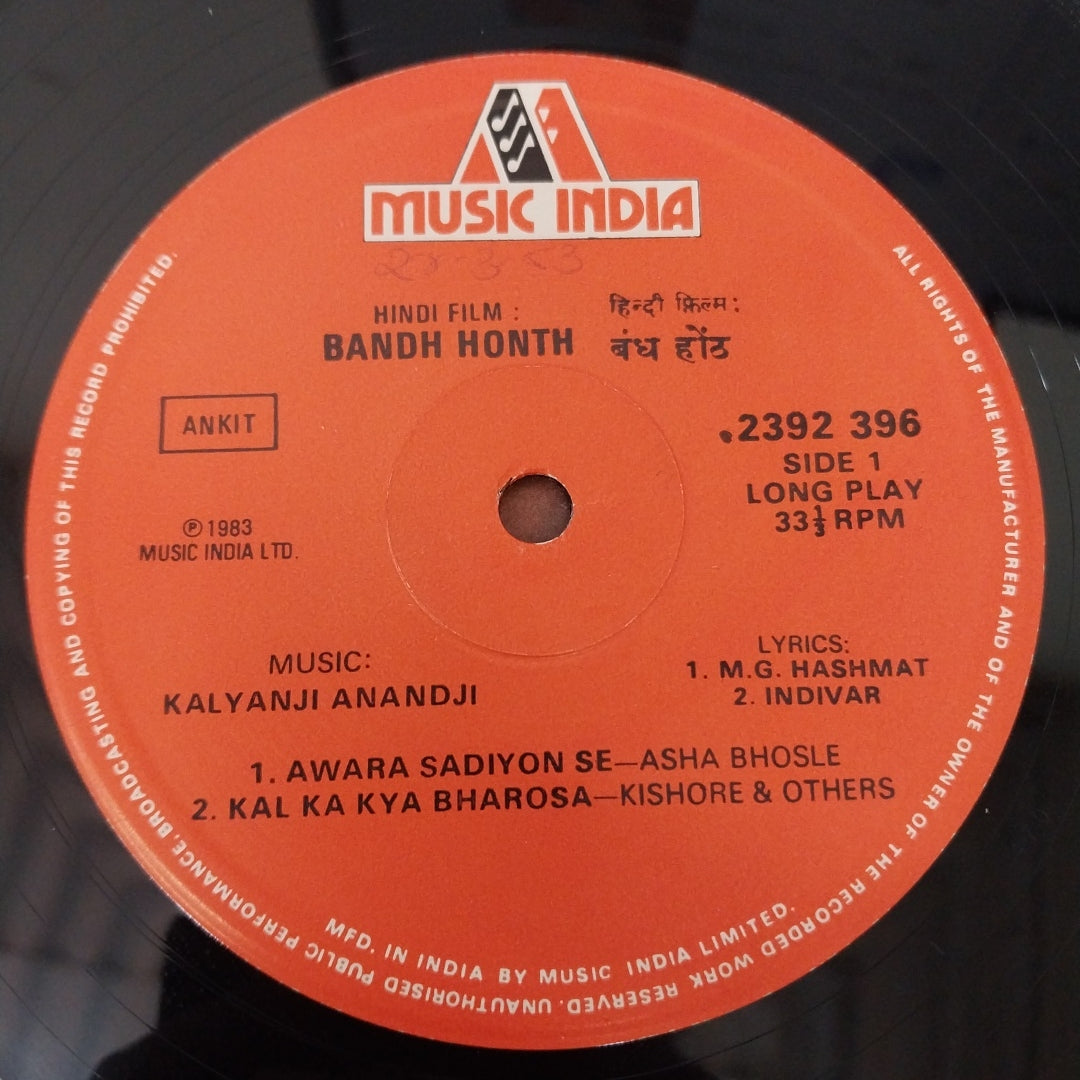 MUSIC INDIA
HINDI FILM :
BANDH HONTH
हिन्दी फ़िल्म :
बंध होंठ
ANKIT
2392 396
SIDE 1
LONG PLAY
33⅓ RPM
℗ 1983
MUSIC INDIA LTD.
MUSIC:
KALYANJI ANANDJI
LYRICS:
1. M.G. HASHMAT
2. INDIVAR
1. AWARA SADIYON SE—ASHA BHOSLE
2. KAL KA KYA BHAROSA—KISHORE & OTHERS
MFD. IN INDIA BY MUSIC INDIA LIMITED.
ALL RIGHTS OF THE MANUFACTURER AND OF THE OWNER OF THE RECORDED WORK RESERVED. UNAUTHORISED PUBLIC PERFORMANCE, BROADCASTING AND COPYING OF THIS RECORD PROHIBITED.